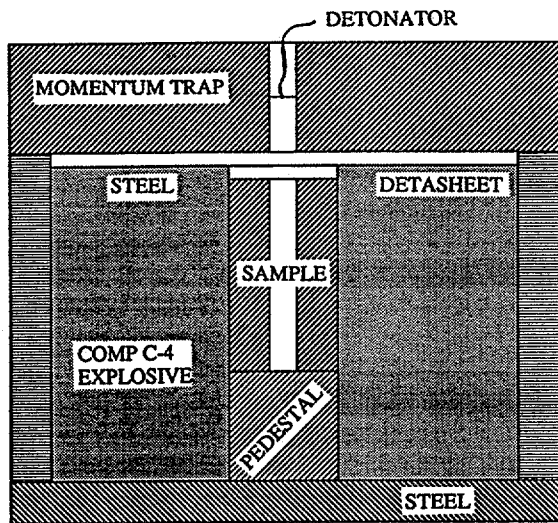 DETONATOR
MOMENTUM TRAP
STEEL
DETASHEET
SAMPLE
COMP C-4
EXPLOSIVE
PEDESTAL
STEEL